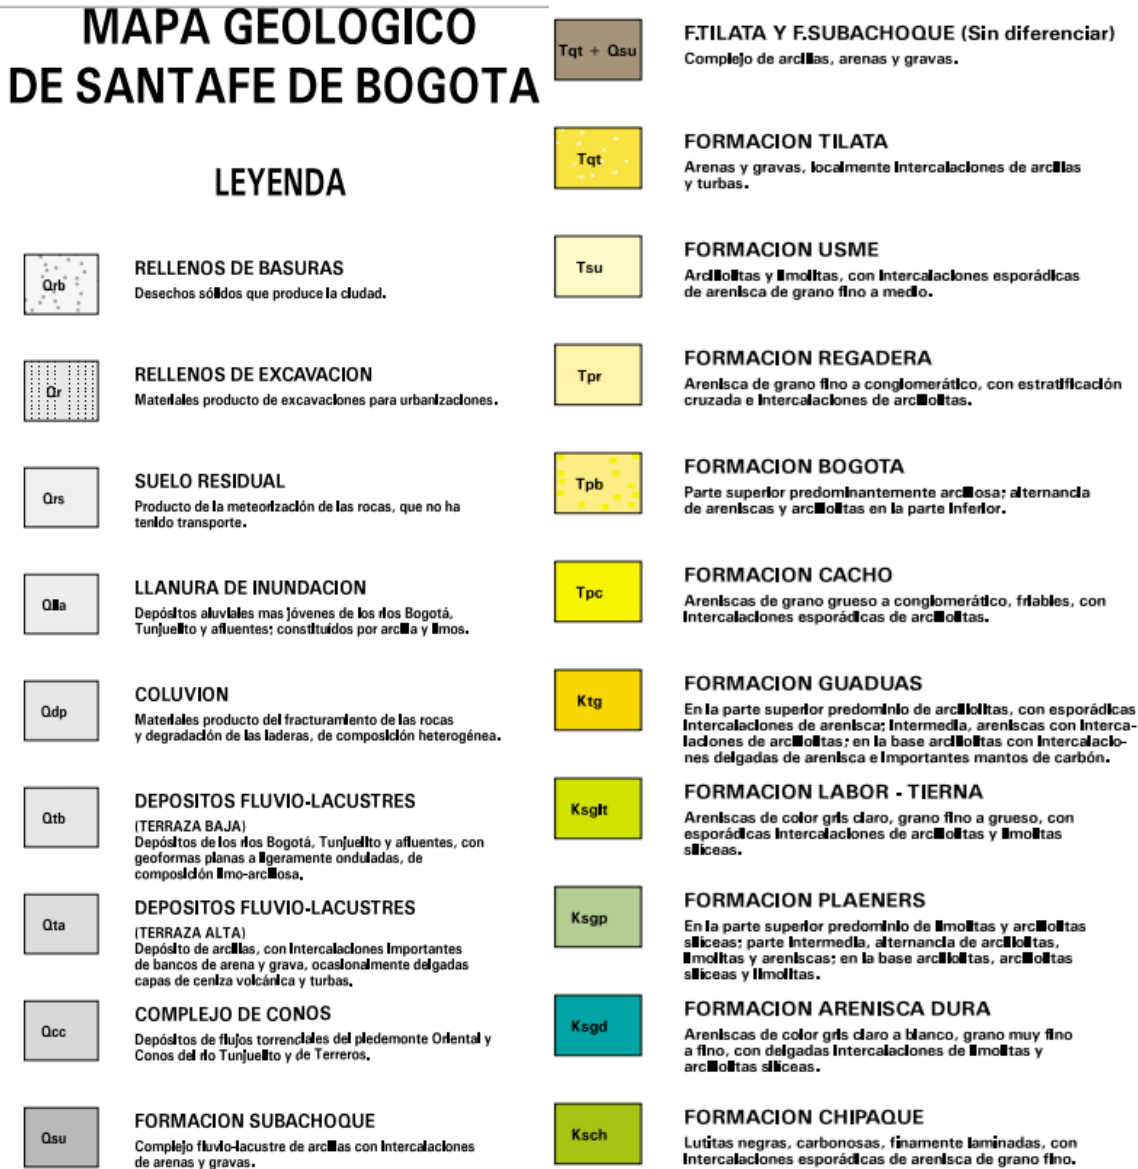 MAPA GEOLOGICO
DE SANTAFE DE BOGOTA
LEYENDA
Qrb
RELLENOS DE BASURAS
Desechos sólidos que produce la ciudad.
Qr
RELLENOS DE EXCAVACION
Materiales producto de excavaciones para urbanizaciones.
Qrs
SUELO RESIDUAL
Producto de la meteorización de las rocas, que no ha
tenido transporte.
Qlla
LLANURA DE INUNDACION
Depósitos aluviales mas jóvenes de los rios Bogotá,
Tunjuelito y afluentes; constituídos por arcilla y limos.
Qdp
COLUVION
Materiales producto del fracturamiento de las rocas
y degradación de las laderas, de composición heterogénea.
Qtb
DEPOSITOS FLUVIO-LACUSTRES
(TERRAZA BAJA)
Depósitos de los rios Bogotá, Tunjuelito y afluentes, con
geoformas planas a ligeramente onduladas, de
composición limo-arcillosa.
Qta
DEPOSITOS FLUVIO-LACUSTRES
(TERRAZA ALTA)
Depósito de arcillas, con intercalaciones importantes
de bancos de arena y grava, ocasionalmente delgadas
capas de ceniza volcánica y turbas.
Qcc
COMPLEJO DE CONOS
Depósitos de flujos torrenciales del piedemonte Oriental y
Conos del rio Tunjuelito y de Terreros.
Qsu
FORMACION SUBACHOQUE
Complejo fluvio-lacustre de arcillas con intercalaciones
de arenas y gravas.
Tqt + Qsu
F.TILATA Y F.SUBACHOQUE (Sin diferenciar)
Complejo de arcillas, arenas y gravas.
Tqt
FORMACION TILATA
Arenas y gravas, localmente intercalaciones de arcillas
y turbas.
Tsu
FORMACION USME
Arcillolitas y limolitas, con intercalaciones esporádicas
de arenisca de grano fino a medio.
Tpr
FORMACION REGADERA
Arenisca de grano fino a conglomerático, con estratificación
cruzada e intercalaciones de arcillolitas.
Tpb
FORMACION BOGOTA
Parte superior predominantemente arcillosa; alternancia
de areniscas y arcillolitas en la parte inferior.
Tpc
FORMACION CACHO
Areniscas de grano grueso a conglomerático, friables, con
intercalaciones esporádicas de arcillolitas.
Ktg
FORMACION GUADUAS
En la parte superior predominio de arcillolitas, con esporádicas
intercalaciones de arenisca; intermedia, areniscas con interca-
laciones de arcillolitas; en la base arcillolitas con intercalacio-
nes delgadas de arenisca e importantes mantos de carbón.
Ksglt
FORMACION LABOR - TIERNA
Areniscas de color gris claro, grano fino a grueso, con
esporádicas intercalaciones de arcillolitas y limolitas
silíceas.
Ksgp
FORMACION PLAENERS
En la parte superior predominio de limolitas y arcillolitas
silíceas; parte intermedia, alternancia de arcillolitas,
limolitas y areniscas; en la base arcillolitas, arcillolitas
silíceas y limolitas.
Ksgd
FORMACION ARENISCA DURA
Areniscas de color gris claro a blanco, grano muy fino
a fino, con delgadas intercalaciones de limolitas y
arcillolitas silíceas.
Ksch
FORMACION CHIPAQUE
Lutitas negras, carbonosas, finamente laminadas, con
intercalaciones esporádicas de arenisca de grano fino.